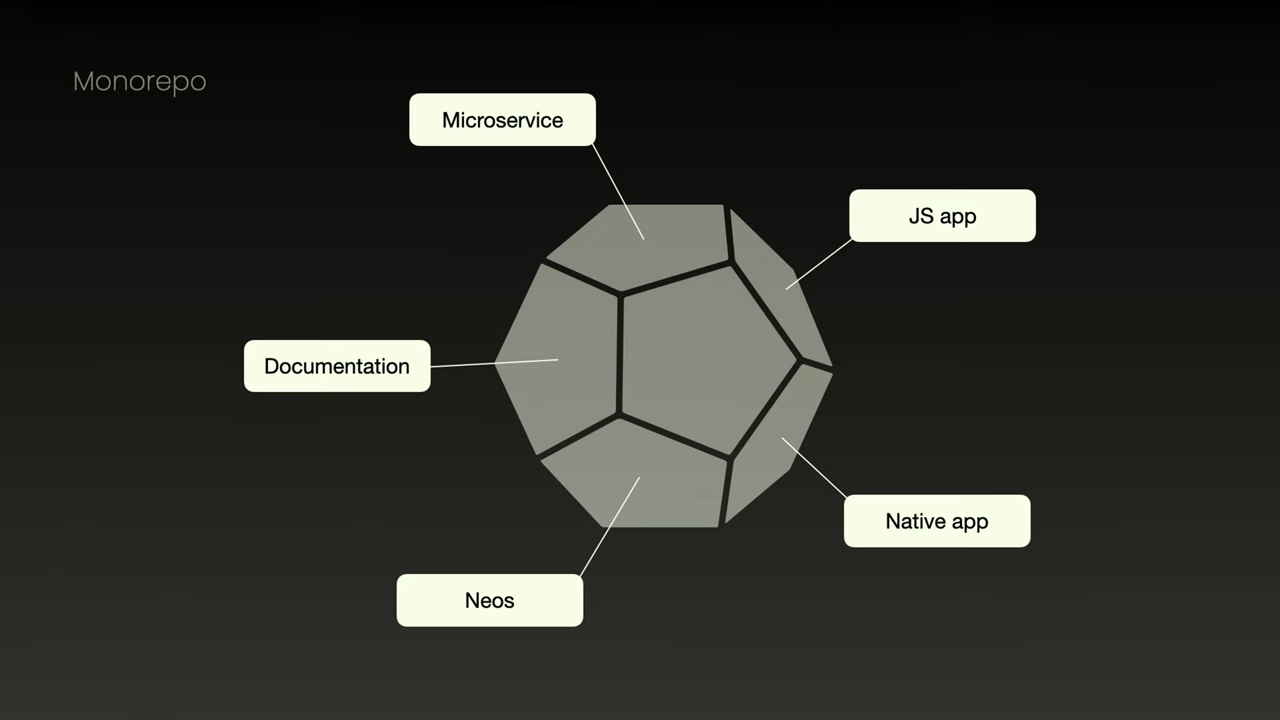 Monorepo
Microservice
JS app
Documentation
Native app
Neos